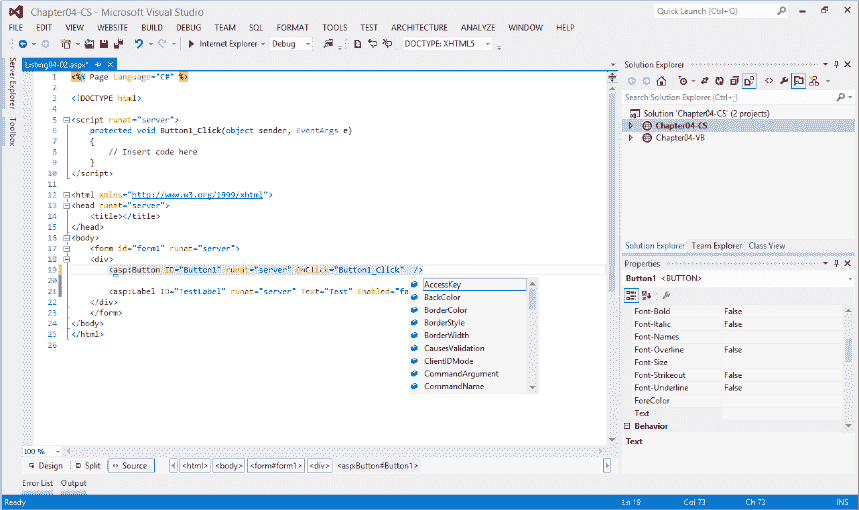 Chapter04-CS - Microsoft Visual Studio
Quick Launch (Ctrl+Q)
FILE EDIT VIEW WEBSITE BUILD DEBUG TEAM SQL FORMAT TOOLS TEST ARCHITECTURE ANALYZE WINDOW HELP
Internet Explorer Debug DOCTYPE: XHTML5
Server Explorer
Toolbox
Listing04-02.aspx*
1 <%@ Page Language="C#" %>
2
3 <!DOCTYPE html>
4
5 <script runat="server">
6 protected void Button1_Click(object sender, EventArgs e)
7 {
8 // Insert code here
9 }
10 </script>
11
12 <html xmlns="http://www.w3.org/1999/xhtml">
13 <head runat="server">
14 <title></title>
15 </head>
16 <body>
17 <form id="form1" runat="server">
18 <div>
19 <asp:Button ID="Button1" runat="server" OnClick="Button1_Click" />
20
21 <asp:Label ID="TestLabel" runat="server" Text="Test" Enabled="fa
22 </div>
23 </form>
24 </body>
25 </html>
26
AccessKey
BackColor
BorderColor
BorderStyle
BorderWidth
CausesValidation
ClientIDMode
CommandArgument
CommandName
100 %
Design Split Source <html> <body> <form#form1> <div> <asp:Button#Button1>
Error List Output
Solution Explorer
Search Solution Explorer (Ctrl+;)
Solution 'Chapter04-CS' (2 projects)
Chapter04-CS
Chapter04-VB
Solution Explorer Team Explorer Class View
Properties
Button1 <BUTTON>
Font-Bold False
Font-Italic False
Font-Names
Font-Overline False
Font-Size
Font-Strikeout False
Font-Underline False
ForeColor
Text
Behavior
Text
Ready Ln 19 Col 73 Ch 73 INS